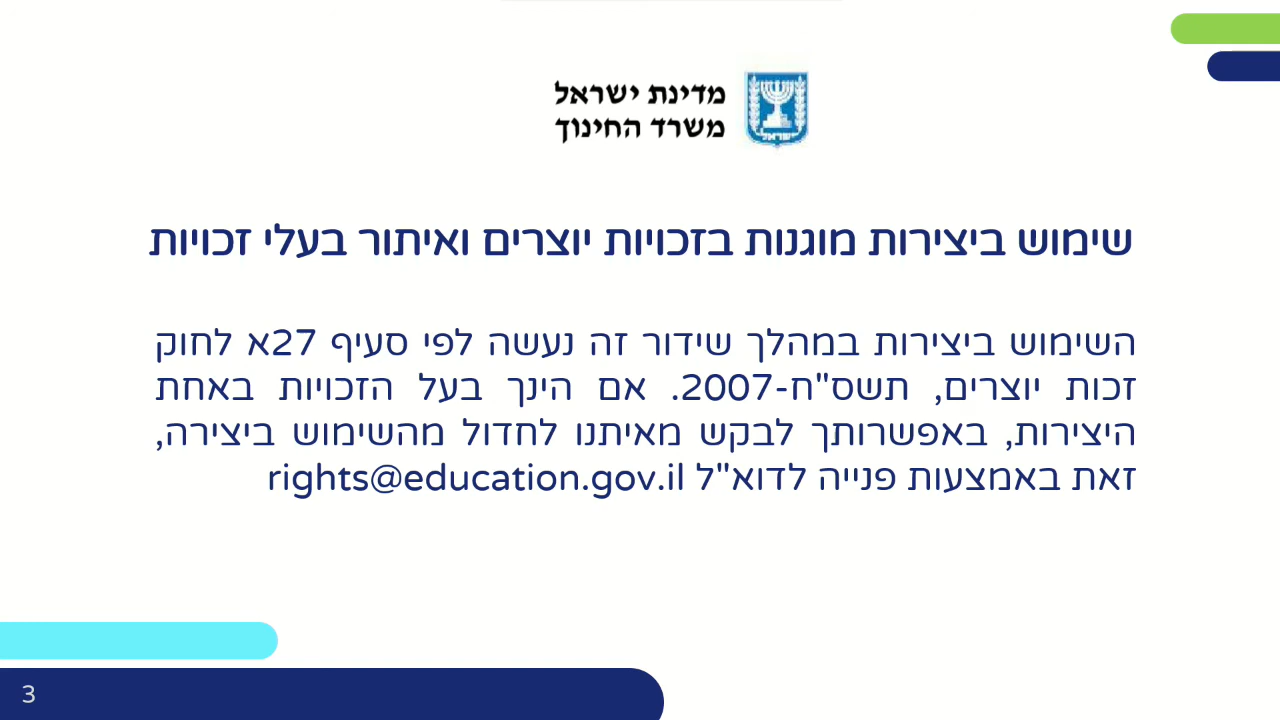 מדינת ישראל
משרד החינוך
ישראל
שימוש ביצירות מוגנות בזכויות יוצרים ואיתור בעלי זכויות
השימוש ביצירות במהלך שידור זה נעשה לפי סעיף 27א לחוק
זכות יוצרים, תשס"ח-2007. אם הינך בעל הזכויות באחת
היצירות, באפשרותך לבקש מאיתנו לחדול מהשימוש ביצירה,
זאת באמצעות פנייה לדוא"ל rights@education.gov.il
3